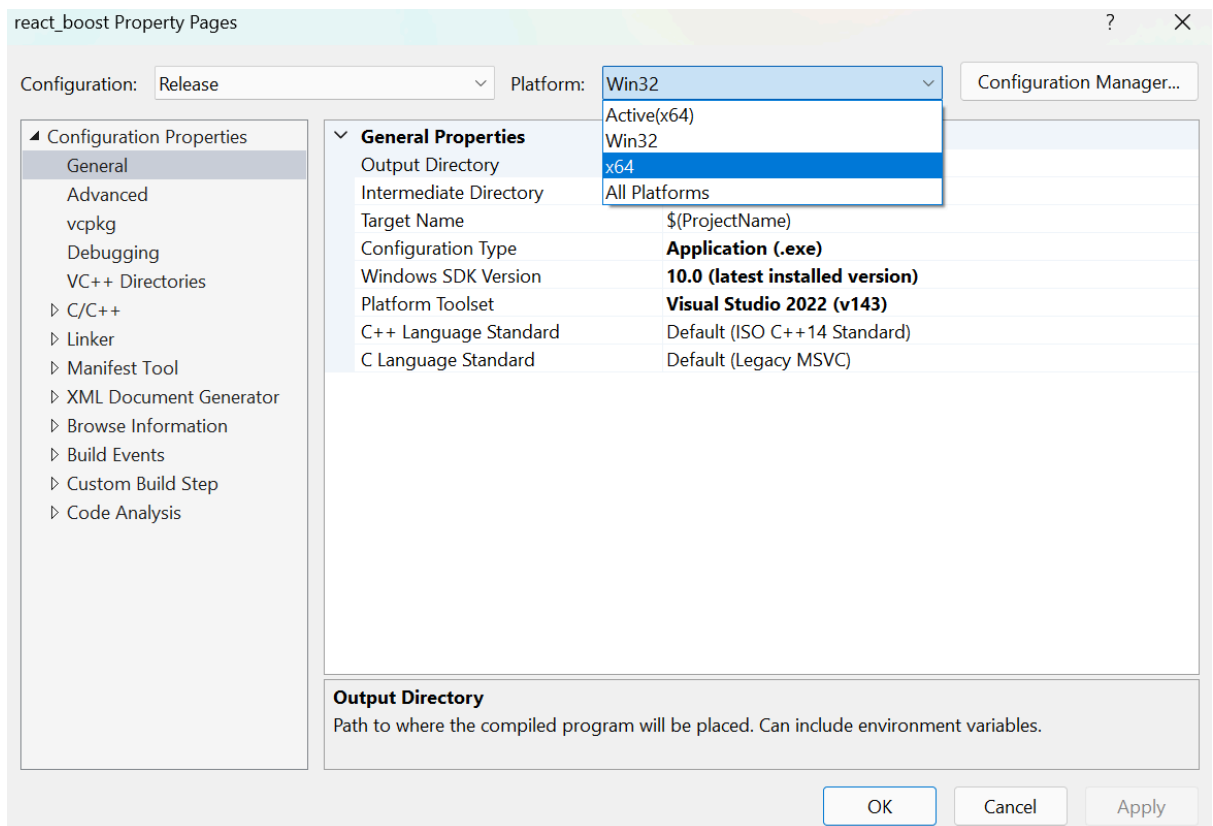 react_boost Property Pages
?
Configuration: Release Platform: Win32 Configuration Manager...
Active(x64)
Win32
x64
All Platforms
Configuration Properties
General
Advanced
vcpkg
Debugging
VC++ Directories
C/C++
Linker
Manifest Tool
XML Document Generator
Browse Information
Build Events
Custom Build Step
Code Analysis
General Properties
Output Directory
Intermediate Directory
Target Name $(ProjectName)
Configuration Type Application (.exe)
Windows SDK Version 10.0 (latest installed version)
Platform Toolset Visual Studio 2022 (v143)
C++ Language Standard Default (ISO C++14 Standard)
C Language Standard Default (Legacy MSVC)
Output Directory
Path to where the compiled program will be placed. Can include environment variables.
OK Cancel Apply